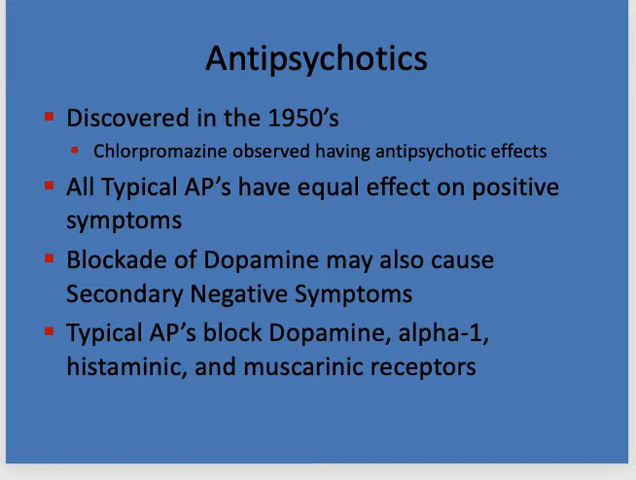 Antipsychotics
Discovered in the 1950's
Chlorpromazine observed having antipsychotic effects
All Typical AP's have equal effect on positive
symptoms
Blockade of Dopamine may also cause
Secondary Negative Symptoms
Typical AP's block Dopamine, alpha-1,
histaminic, and muscarinic receptors